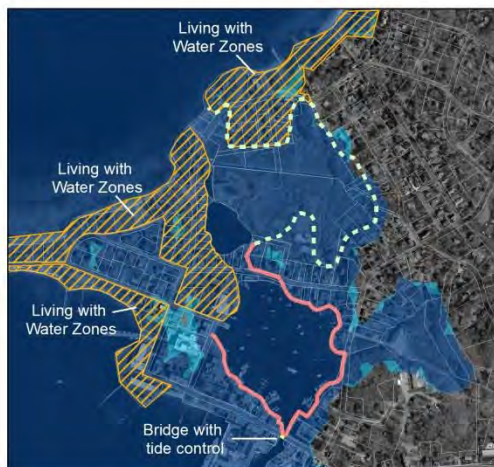 Living with
Water Zones
Living with
Water Zones
Living with
Water Zones
Bridge with
tide control